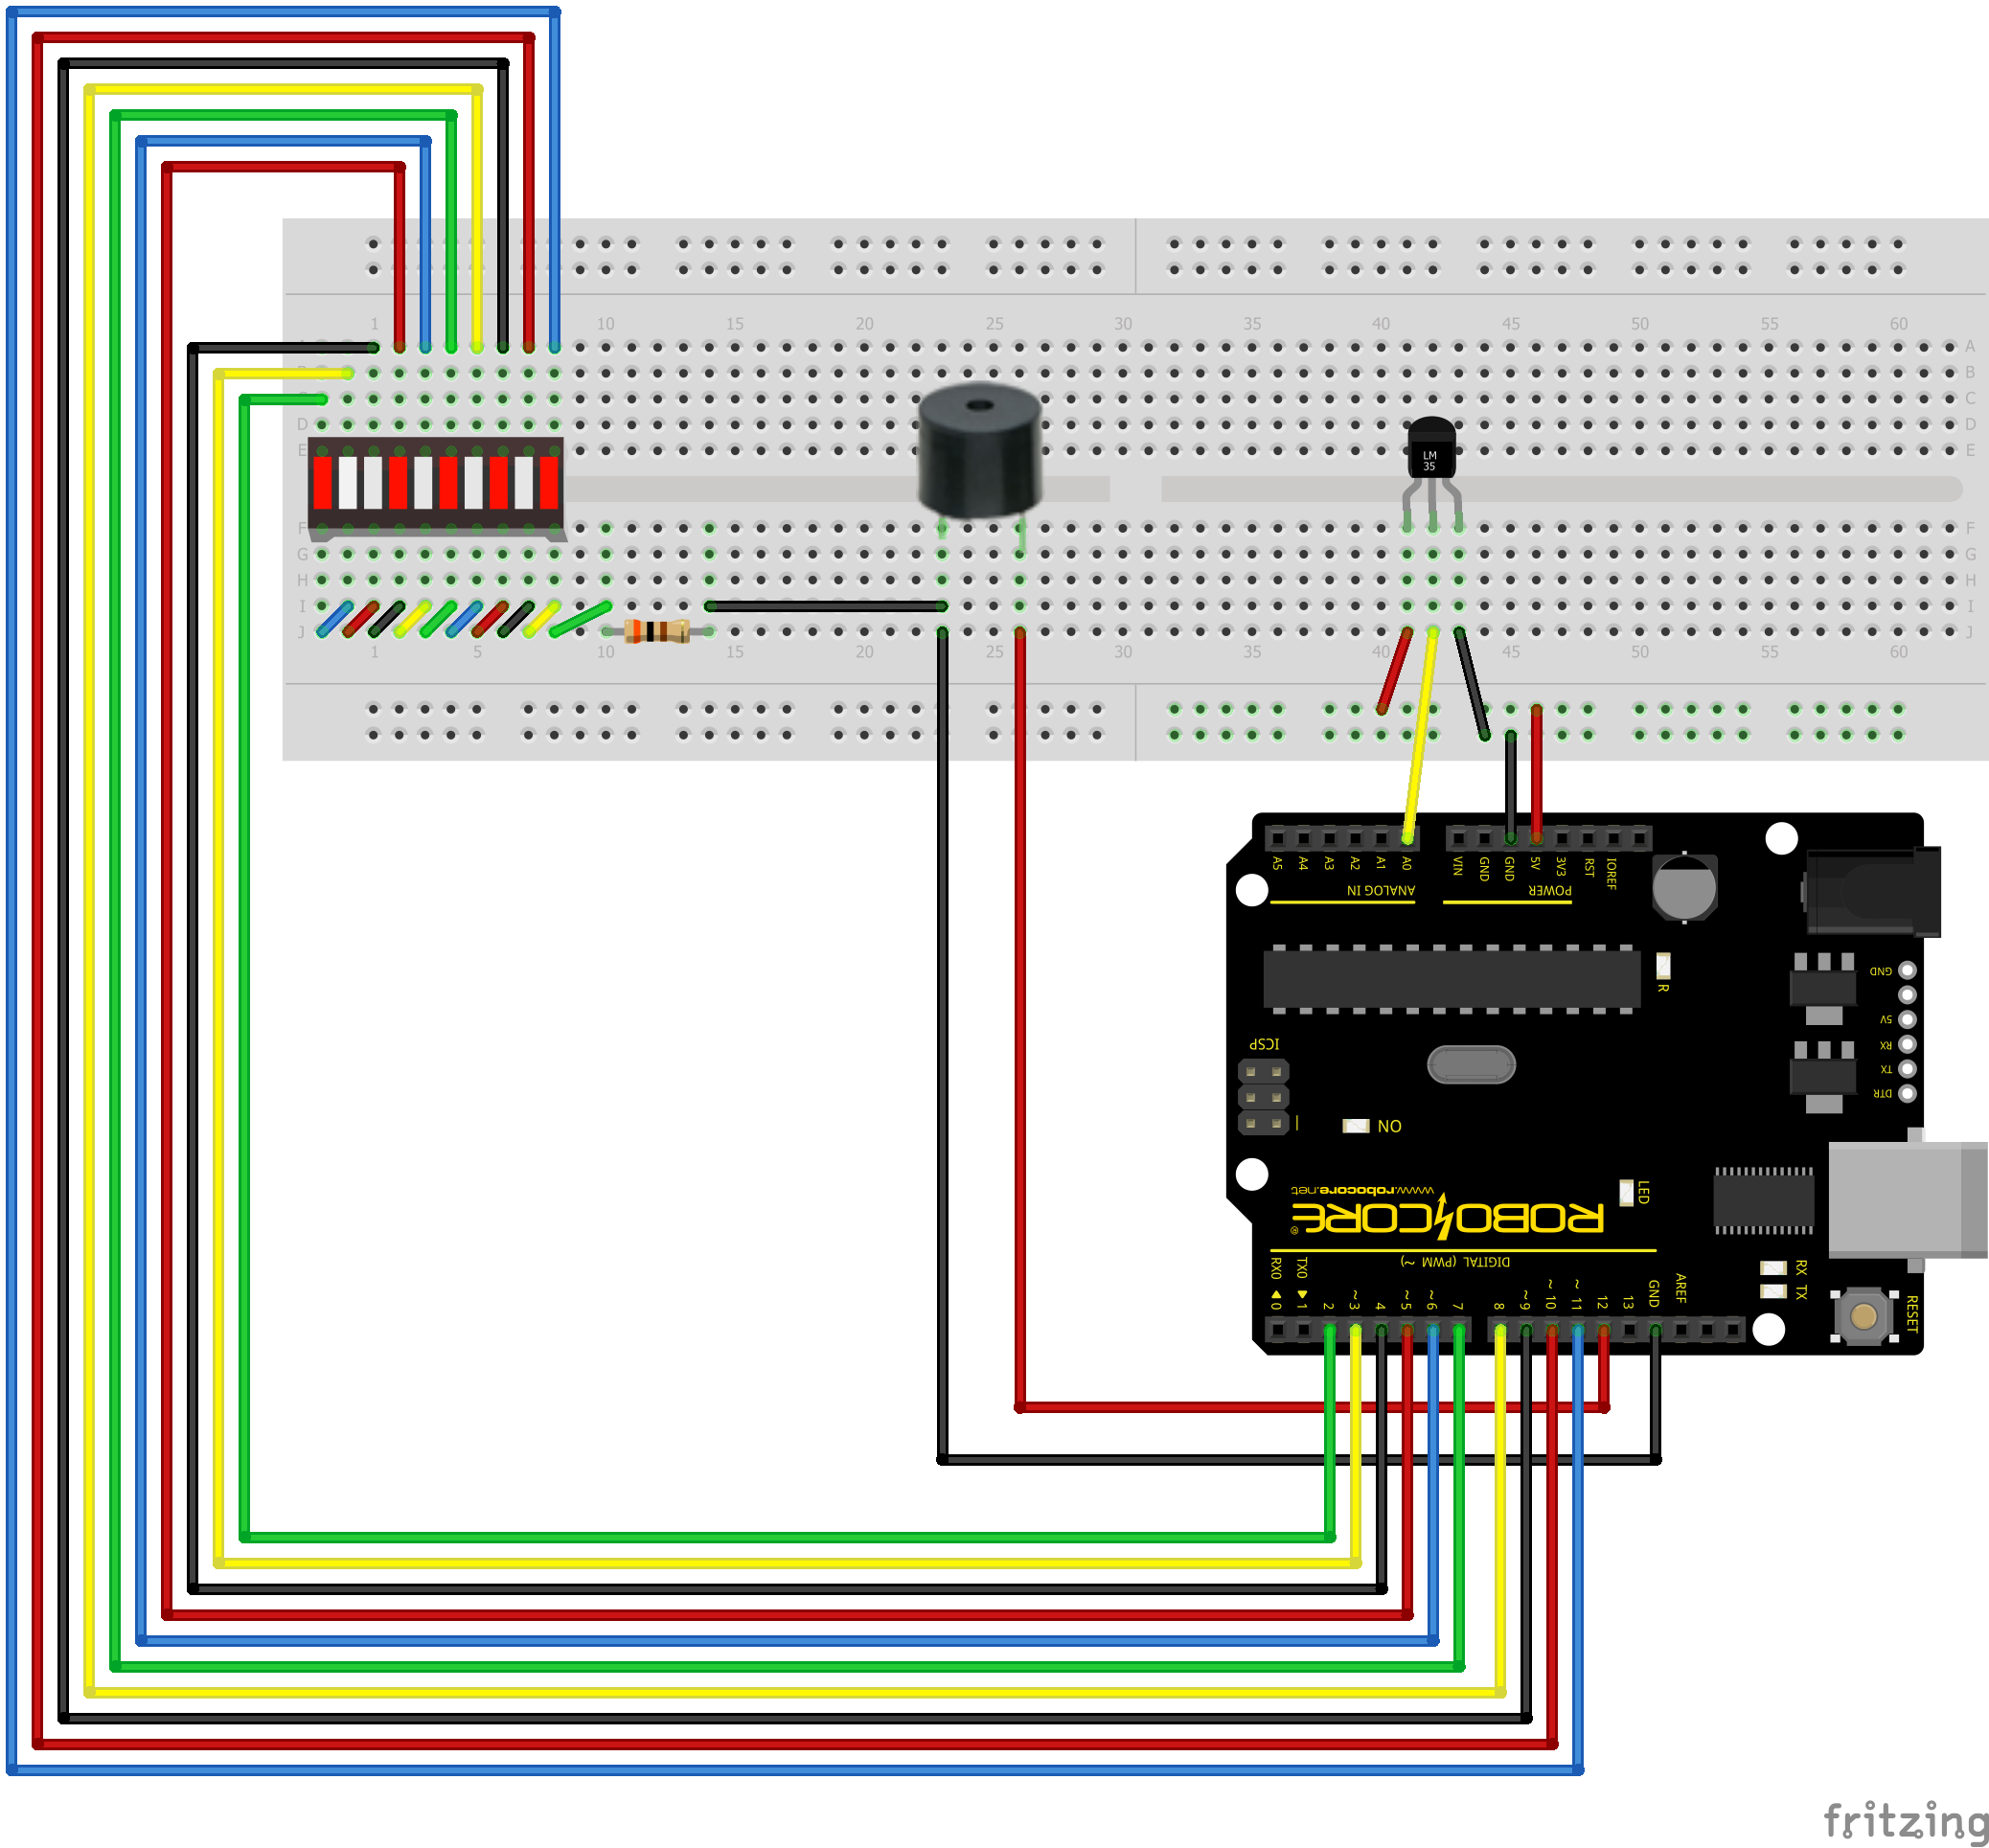 1 10 15 20 25 30 35 40 45 50 55 60
A A
B
C
D D
E E
LM
35
F F
G G
H H
I I
J J
1 5 10 15 20 25 30 35 40 45 50 55 60
A5 A4 A3 A2 A1 A0 VIN GND GND 5V 3V3 RST IOREF
ANALOG IN POWER
R
GND
5V
RX
TX
DTR
ICSP
ON
LED
www.robocore.net
ROBOCORE®
DIGITAL (PWM ~)
RX0 TX0 GND AREF
0 1 2 ~3 4 ~5 ~6 7 8 ~9 ~10 ~11 12 13
RX
TX
RESET
fritzing